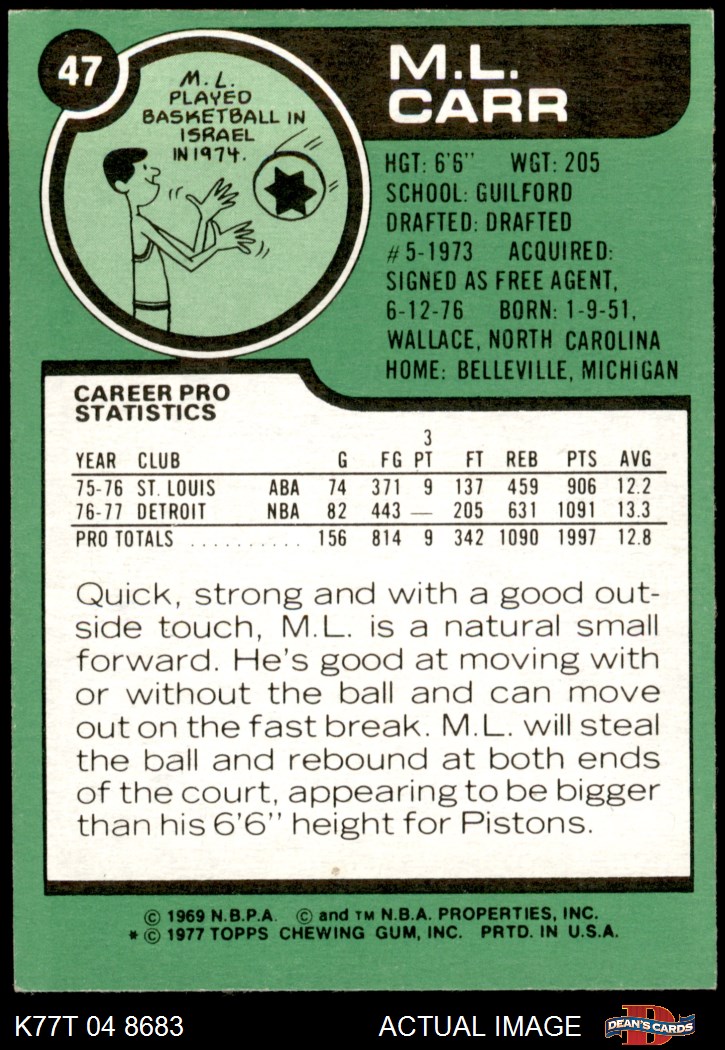 47
M.L.
PLAYED
BASKETBALL IN
ISRAEL
IN 1974.
M.L.
CARR
HGT: 6'6" WGT: 205
SCHOOL: GUILFORD
DRAFTED: DRAFTED
#5-1973 ACQUIRED:
SIGNED AS FREE AGENT,
6-12-76 BORN: 1-9-51,
WALLACE, NORTH CAROLINA
HOME: BELLEVILLE, MICHIGAN
CAREER PRO
STATISTICS
3
YEAR CLUB G FG PT FT REB PTS AVG
75-76 ST. LOUIS ABA 74 371 9 137 459 906 12.2
76-77 DETROIT NBA 82 443 — 205 631 1091 13.3
PRO TOTALS .......... 156 814 9 342 1090 1997 12.8
Quick, strong and with a good out-
side touch, M.L. is a natural small
forward. He's good at moving with
or without the ball and can move
out on the fast break. M.L. will steal
the ball and rebound at both ends
of the court, appearing to be bigger
than his 6'6" height for Pistons.
© 1969 N.B.P.A. © and TM N.B.A. PROPERTIES, INC.
* © 1977 TOPPS CHEWING GUM, INC. PRTD. IN U.S.A.
K77T 04 8683 ACTUAL IMAGE
D
DEAN'S CARDS